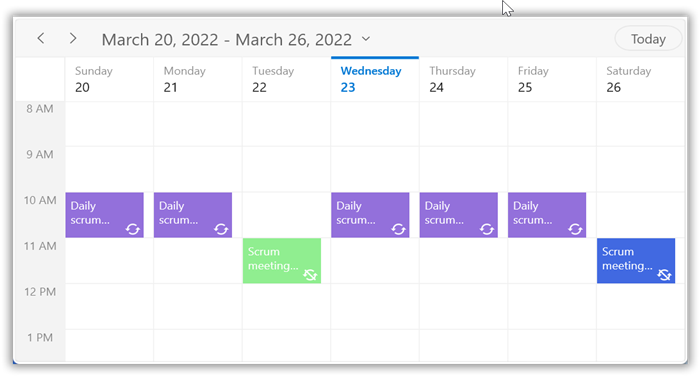 March 20, 2022 - March 26, 2022
Today
Sunday
20
Monday
21
Tuesday
22
Wednesday
23
Thursday
24
Friday
25
Saturday
26
8 AM
9 AM
10 AM
Daily
scrum...
Daily
scrum...
Daily
scrum...
Daily
scrum...
Daily
scrum...
11 AM
Scrum
meeting...
Scrum
meeting...
12 PM
1 PM